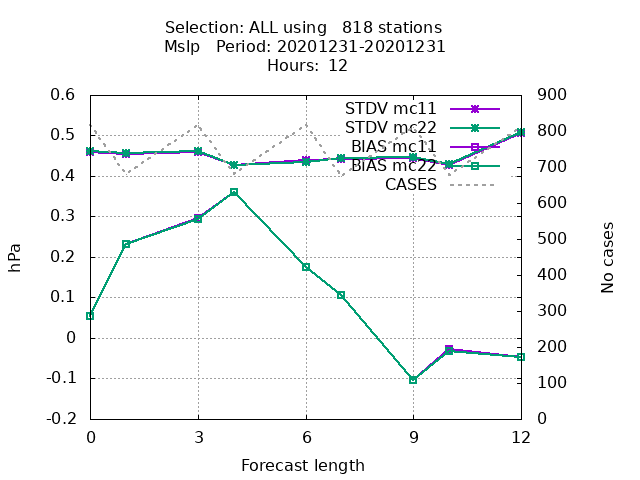 Selection: ALL using   818 stations
Mslp   Period: 20201231-20201231
Hours: 12
0.6
0.5
0.4
0.3
0.2
0.1
0
-0.1
-0.2
hPa
STDV mc11
STDV mc22
BIAS mc11
BIAS mc22
CASES
900
800
700
600
500
400
300
200
100
0
No cases
0 3 6 9 12
Forecast length